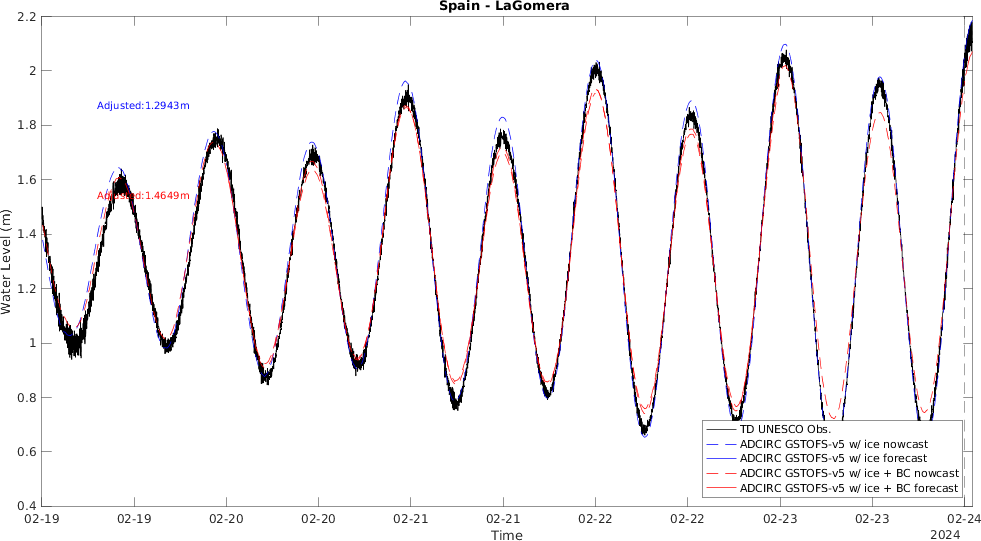 Spain - LaGomera
2.2
2
1.8
1.6
1.4
1.2
1
0.8
0.6
0.4
Water Level (m)
Adjusted:1.2943m
Adjusted:1.4649m
TD UNESCO Obs.
ADCIRC GSTOFS-v5 w/ ice nowcast
ADCIRC GSTOFS-v5 w/ ice forecast
ADCIRC GSTOFS-v5 w/ ice + BC nowcast
ADCIRC GSTOFS-v5 w/ ice + BC forecast
02-19 02-19 02-20 02-20 02-21 02-21 02-22 02-22 02-23 02-23 02-24
2024
Time